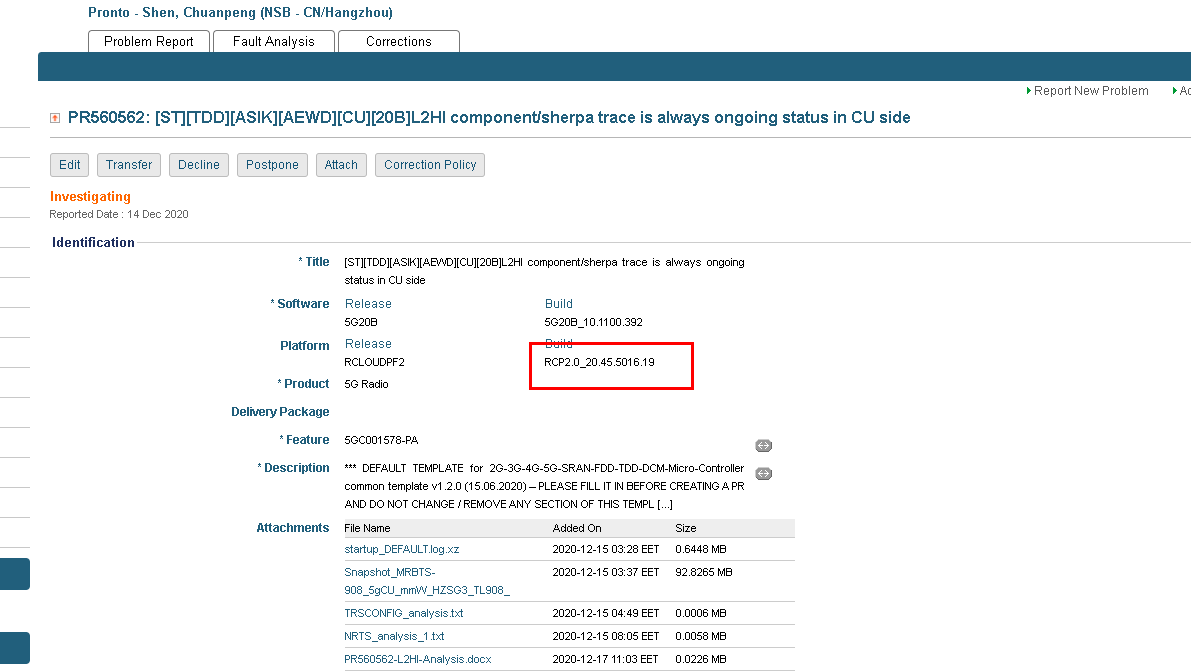 Pronto - Shen, Chuanpeng (NSB - CN/Hangzhou)
Problem Report Fault Analysis Corrections
Report New Problem
PR560562: [ST][TDD][ASIK][AEWD][CU][20B]L2HI component/sherpa trace is always ongoing status in CU side
Edit Transfer Decline Postpone Attach Correction Policy
Investigating
Reported Date : 14 Dec 2020
Identification
* Title [ST][TDD][ASIK][AEWD][CU][20B]L2HI component/sherpa trace is always ongoing
status in CU side
* Software Release Build
5G20B 5G20B_10.1100.392
Platform Release Build
RCLOUDPF2 RCP2.0_20.45.5016.19
* Product 5G Radio
Delivery Package
* Feature 5GC001578-PA
* Description *** DEFAULT TEMPLATE for 2G-3G-4G-5G-SRAN-FDD-TDD-DCM-Micro-Controller
common template v1.2.0 (15.06.2020) – PLEASE FILL IT IN BEFORE CREATING A PR
AND DO NOT CHANGE / REMOVE ANY SECTION OF THIS TEMPL [...]
Attachments File Name Added On Size
startup_DEFAULT.log.xz 2020-12-15 03:28 EET 0.6448 MB
Snapshot_MRBTS- 2020-12-15 03:37 EET 92.8265 MB
908_5gCU_mmW_HZSG3_TL908_
TRSCONFIG_analysis.txt 2020-12-15 04:49 EET 0.0006 MB
NRTS_analysis_1.txt 2020-12-15 08:05 EET 0.0058 MB
PR560562-L2HI-Analysis.docx 2020-12-17 11:03 EET 0.0226 MB